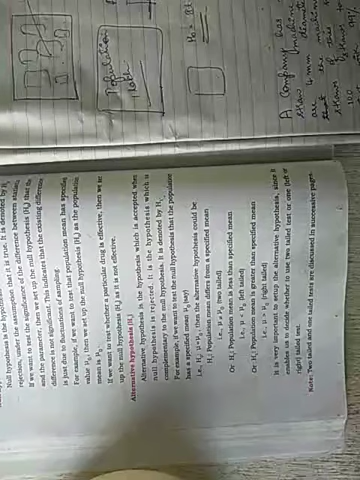 Null hypothesis is the hypothesis
rejection, under the assumption that it is true. It is denoted by H
If we want to test the significance of the difference between a statistic
and the parameter, then we set up the null hypothesis (H₀) that the
difference is not significant. This indicates that the existing difference
is just due to fluctuations of sampling.
For example, if we want to test that population mean has specified
value μ₀, then we set up the null hypothesis (H₀) as the population
mean is μ₀.
If we want to test whether a particular drug is effective, then we set
up the null hypothesis (H₀) as it is not effective.
Alternative hypothesis (H₁)
Alternative hypothesis is the hypothesis which is accepted when
null hypothesis is rejected. It is the hypothesis which is
complementary to the null hypothesis. It is denoted by H₁
For example, if we want to test the null hypothesis that the population
has a specified mean μ₀ (say)
i.e., H₀: μ = μ₀ then the alternative hypothesis could be
H₁) Population mean differs from a specified mean
i.e., μ ≠ μ₀ (two tailed)
Or H₁) Population mean is less than specified mean
i.e., μ < μ₀ (left tailed)
Or H₁) Population mean is greater than specified mean
i.e., μ > μ₀ (right tailed)
It is very important to setup the alternative hypothesis, since it
enables us to decide whether to use two tailed test or one (left or
right) tailed test.
Note: Two tailed and one tailed tests are discussed in successive pages.
Population
A Company has
machine
are 4 mm
that the machine